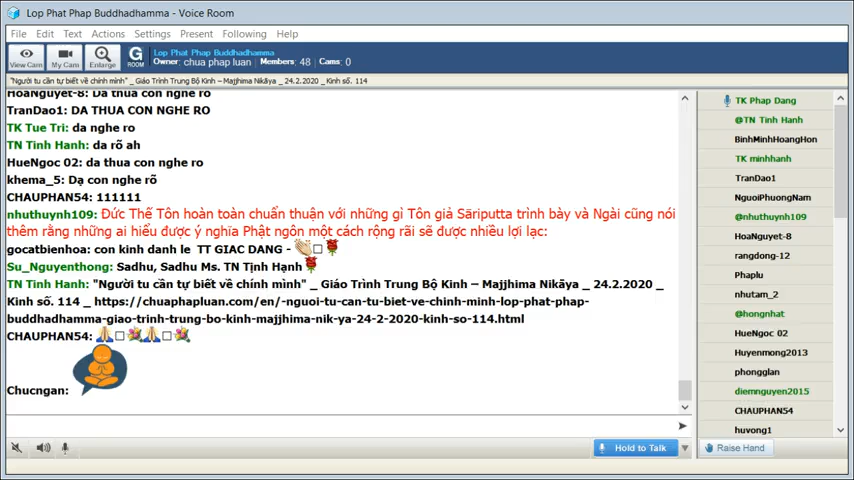 Lop Phat Phap Buddhadhamma - Voice Room
File Edit Text Actions Settings Present Following Help
View Cam My Cam Enlarge G ROOM
Lop Phat Phap Buddhadhamma
Owner: chua phap luan Members: 48 Cams: 0
"Người tu cần tự biết về chính mình" _ Giáo Trình Trung Bộ Kinh – Majjhima Nikāya _ 24.2.2020 _ Kinh số. 114
HoaNguyet-8: Da thua con nghe ro
TranDao1: DA THUA CON NGHE RO
TK Tue Tri: da nghe ro
TN Tinh Hanh: da rõ ah
HueNgoc 02: da thua con nghe ro
khema_5: Dạ con nghe rõ
CHAUPHAN54: 111111
nhuthuynh109: Đức Thế Tôn hoàn toàn chuẩn thuận với những gì Tôn giả Sāriputta trình bày và Ngài cũng nói
thêm rằng những ai hiểu được ý nghĩa Phật ngôn một cách rộng rãi sẽ được nhiều lợi lạc:
gocatbienhoa: con kinh danh le TT GIAC DANG -
Su_Nguyenthong: Sadhu, Sadhu Ms. TN Tịnh Hạnh
TN Tinh Hanh: "Người tu cần tự biết về chính mình" _ Giáo Trình Trung Bộ Kinh – Majjhima Nikāya _ 24.2.2020 _
Kinh số. 114 _ https://chuaphapluan.com/en/-nguoi-tu-can-tu-biet-ve-chinh-minh-lop-phat-phap-
buddhadhamma-giao-trinh-trung-bo-kinh-majjhima-nik-ya-24-2-2020-kinh-so-114.html
CHAUPHAN54:
Chucngan:
TK Phap Dang
@TN Tinh Hanh
BinhMinhHoangHon
TK minhhanh
TranDao1
NguoiPhuongNam
@nhuthuynh109
HoaNguyet-8
rangdong-12
Phaplu
nhutam_2
@hongnhat
HueNgoc 02
Huyenmong2013
phongglan
diemnguyen2015
CHAUPHAN54
huvong1
Hold to Talk
Raise Hand